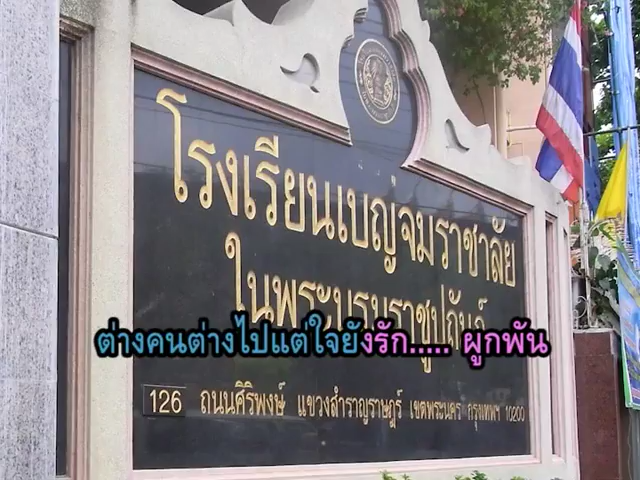 โรงเรียนเบญจมราชาลัย
ในพระบรมราชูปถัมภ์
ต่างคนต่างไปแต่ใจยังรัก..... ผูกพัน
126 ถนนศิริพงษ์ แขวงสำราญราษฎร์ เขตพระนคร กรุงเทพฯ 10200